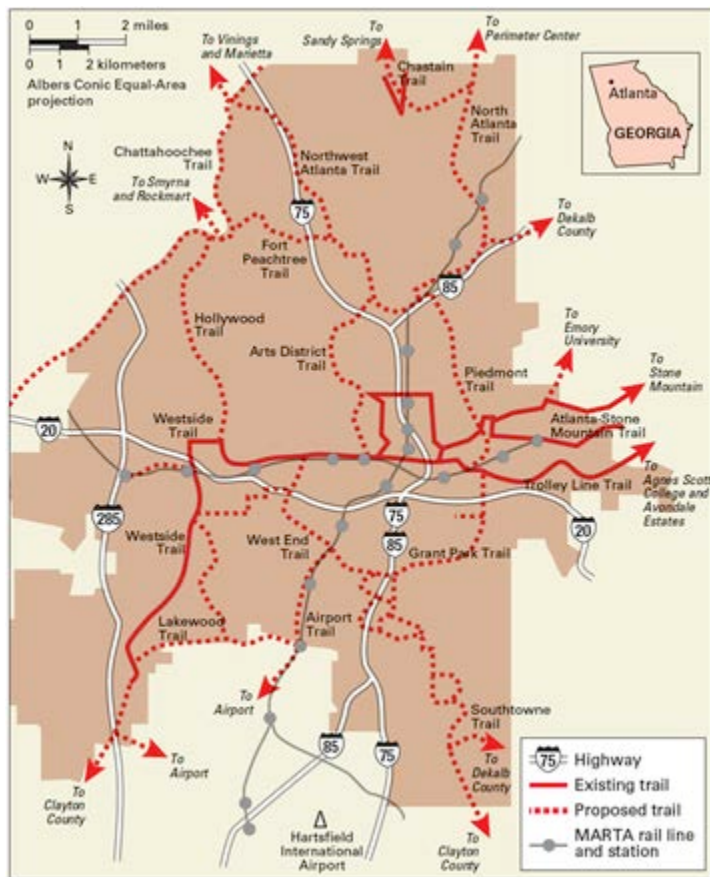 0 1 2 miles
0 1 2 kilometers
Albers Conic Equal-Area
projection
To Vinings
and Marietta
To
Sandy Springs
To
Perimeter Center
Chastain
Trail
Atlanta
GEORGIA
N
W E
S
Chattahoochee
Trail
To Smyrna
and Rockmart
Northwest
Atlanta Trail
North
Atlanta
Trail
75
To
Dekalb
County
Fort
Peachtree
Trail
85
Hollywood
Trail
Arts District
Trail
Piedmont
Trail
To
Emory
University
To
Stone
Mountain
20
Westside
Trail
Atlanta-Stone
Mountain Trail
Trolley Line Trail
To
Agnes Scott
College and
Avondale
Estates
285
75
85
20
Westside
Trail
West End
Trail
Grant Park Trail
Lakewood
Trail
Airport
Trail
To
Airport
Southtowne
Trail
To
Airport
To
Clayton
County
85
75
To
Dekalb
County
To
Clayton
County
Hartsfield
International
Airport
75 Highway
Existing trail
Proposed trail
MARTA rail line
and station